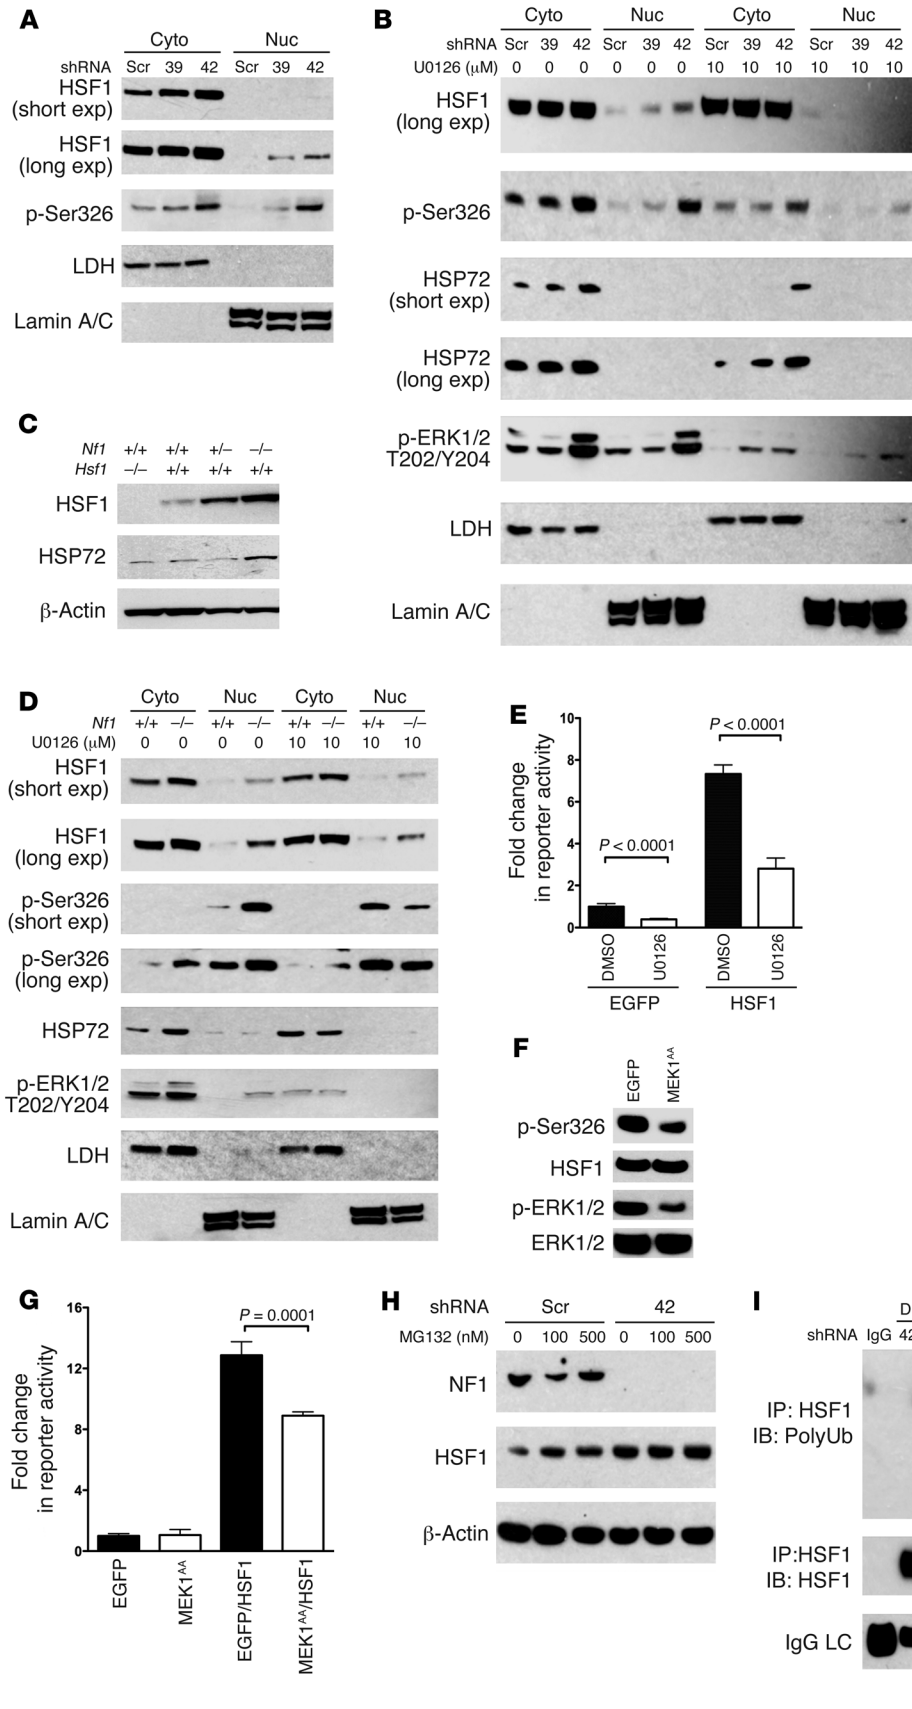 A
Cyto Nuc
shRNA Scr 39 42 Scr 39 42
HSF1
(short exp)
HSF1
(long exp)
p-Ser326
LDH
Lamin A/C
B
Cyto Nuc Cyto Nuc
shRNA Scr 39 42 Scr 39 42 Scr 39 42 Scr 39 42
U0126 (μM) 0 0 0 0 0 0 10 10 10 10 10 10
HSF1
(long exp)
p-Ser326
HSP72
(short exp)
HSP72
(long exp)
p-ERK1/2
T202/Y204
LDH
Lamin A/C
C
Nf1 +/+ +/+ +/– –/–
Hsf1 –/– +/+ +/+ +/+
HSF1
HSP72
β-Actin
D
Cyto Nuc Cyto Nuc
Nf1 +/+ –/– +/+ –/– +/+ –/– +/+ –/–
U0126 (μM) 0 0 0 0 10 10 10 10
HSF1
(short exp)
HSF1
(long exp)
p-Ser326
(short exp)
p-Ser326
(long exp)
HSP72
p-ERK1/2
T202/Y204
LDH
Lamin A/C
E
Fold change
in reporter activity
10
8
6
4
2
0
P < 0.0001
P < 0.0001
DMSO U0126 DMSO U0126
EGFP HSF1
F
EGFP MEK1ᴬᴬ
p-Ser326
HSF1
p-ERK1/2
ERK1/2
G
Fold change
in reporter activity
16
12
8
4
0
P = 0.0001
EGFP MEK1ᴬᴬ EGFP/HSF1 MEK1ᴬᴬ/HSF1
H
shRNA Scr 42
MG132 (nM) 0 100 500 0 100 500
NF1
HSF1
β-Actin
I
D
shRNA IgG 42
IP: HSF1
IB: PolyUb
IP:HSF1
IB: HSF1
IgG LC